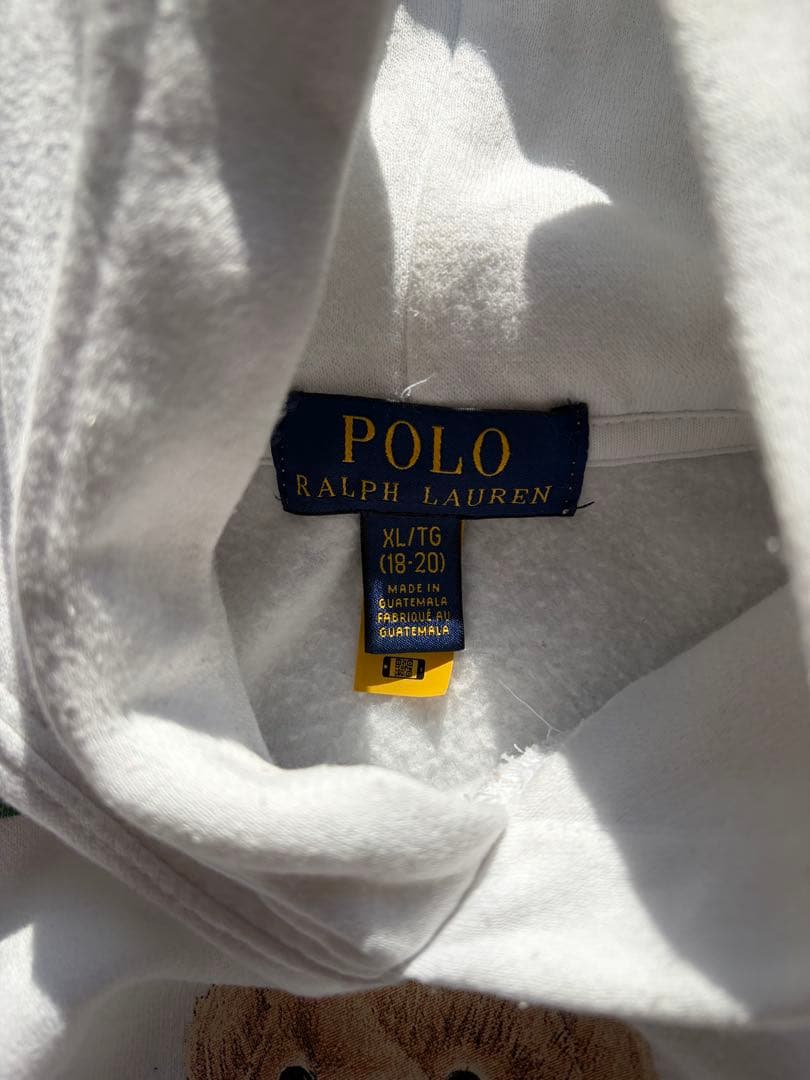 POLO
RALPH LAUREN
XL/TG
(18-20)
MADE IN
GUATEMALA
FABRIQUÉ AU
GUATEMALA